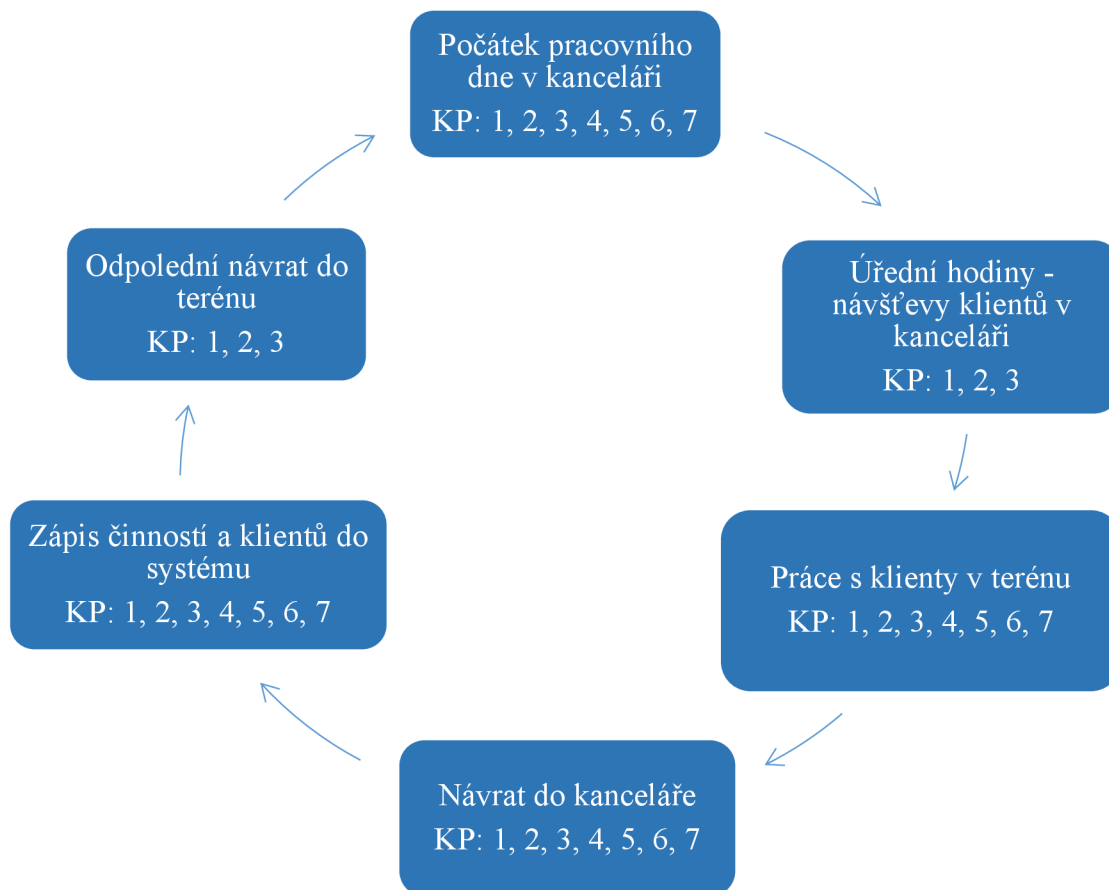 Počátek pracovního
dne v kanceláři
KP: 1, 2, 3, 4, 5, 6, 7
Úřední hodiny -
návšťevy klientů v
kanceláři
KP: 1, 2, 3
Práce s klienty v terénu
KP: 1, 2, 3, 4, 5, 6, 7
Návrat do kanceláře
KP: 1, 2, 3, 4, 5, 6, 7
Zápis činností a klientů do
systému
KP: 1, 2, 3, 4, 5, 6, 7
Odpolední návrat do
terénu
KP: 1, 2, 3